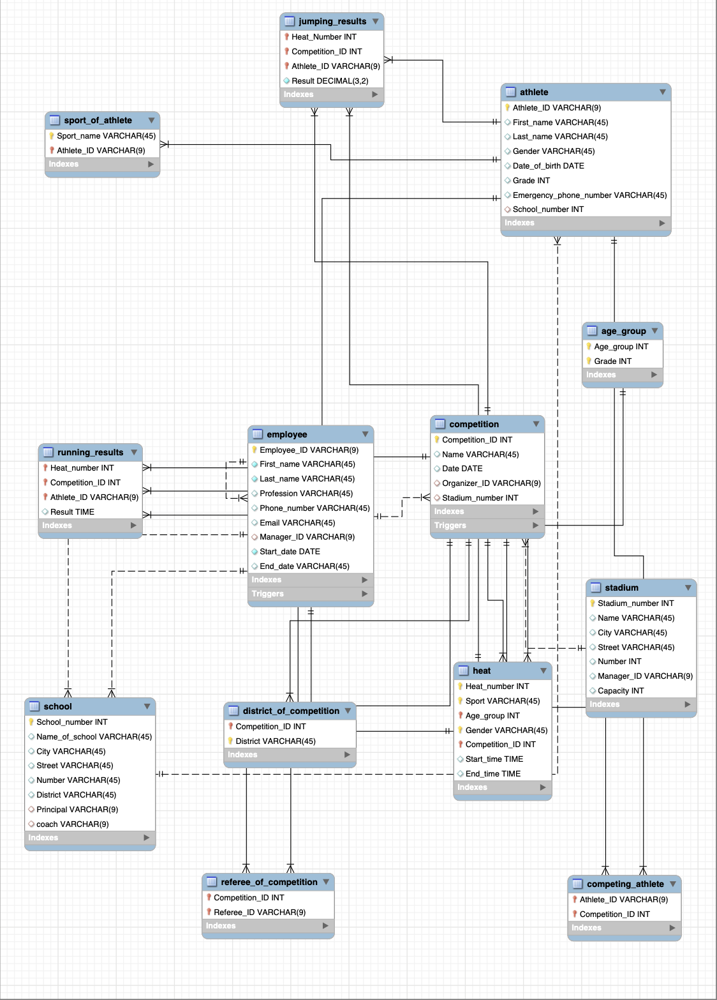 jumping_results
Heat_Number INT
Competition_ID INT
Athlete_ID VARCHAR(9)
Result DECIMAL(3,2)
Indexes
athlete
Athlete_ID VARCHAR(9)
First_name VARCHAR(45)
Last_name VARCHAR(45)
Gender VARCHAR(45)
Date_of_birth DATE
Grade INT
Emergency_phone_number VARCHAR(45)
School_number INT
Indexes
sport_of_athlete
Sport_name VARCHAR(45)
Athlete_ID VARCHAR(9)
Indexes
age_group
Age_group INT
Grade INT
Indexes
competition
Competition_ID INT
Name VARCHAR(45)
Date DATE
Organizer_ID VARCHAR(9)
Stadium_number INT
Indexes
Triggers
employee
Employee_ID VARCHAR(9)
First_name VARCHAR(45)
Last_name VARCHAR(45)
Profession VARCHAR(45)
Phone_number VARCHAR(45)
Email VARCHAR(45)
Manager_ID VARCHAR(9)
Start_date DATE
End_date VARCHAR(45)
Indexes
Triggers
running_results
Heat_number INT
Competition_ID INT
Athlete_ID VARCHAR(9)
Result TIME
Indexes
stadium
Stadium_number INT
Name VARCHAR(45)
City VARCHAR(45)
Street VARCHAR(45)
Number INT
Manager_ID VARCHAR(9)
Capacity INT
Indexes
heat
Heat_number INT
Sport VARCHAR(45)
Age_group INT
Gender VARCHAR(45)
Competition_ID INT
Start_time TIME
End_time TIME
Indexes
school
School_number INT
Name_of_school VARCHAR(45)
City VARCHAR(45)
Street VARCHAR(45)
Number VARCHAR(45)
District VARCHAR(45)
Principal VARCHAR(9)
coach VARCHAR(9)
Indexes
district_of_competition
Competition_ID INT
District VARCHAR(45)
Indexes
referee_of_competition
Competition_ID INT
Referee_ID VARCHAR(9)
Indexes
competing_athlete
Athlete_ID VARCHAR(9)
Competition_ID INT
Indexes